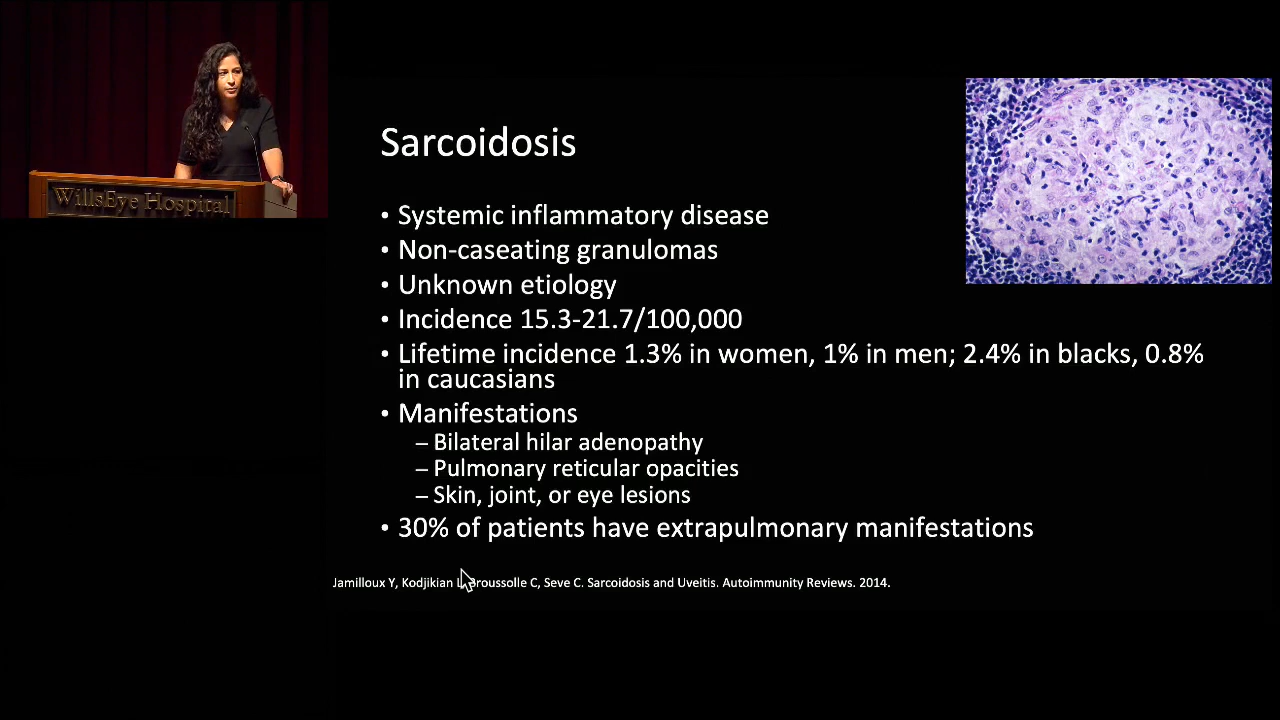 WillsEye Hospital
Sarcoidosis
• Systemic inflammatory disease
• Non-caseating granulomas
• Unknown etiology
• Incidence 15.3-21.7/100,000
• Lifetime incidence 1.3% in women, 1% in men; 2.4% in blacks, 0.8%
in caucasians
• Manifestations
– Bilateral hilar adenopathy
– Pulmonary reticular opacities
– Skin, joint, or eye lesions
• 30% of patients have extrapulmonary manifestations
Jamilloux Y, Kodjikian L, Broussolle C, Seve C. Sarcoidosis and Uveitis. Autoimmunity Reviews. 2014.